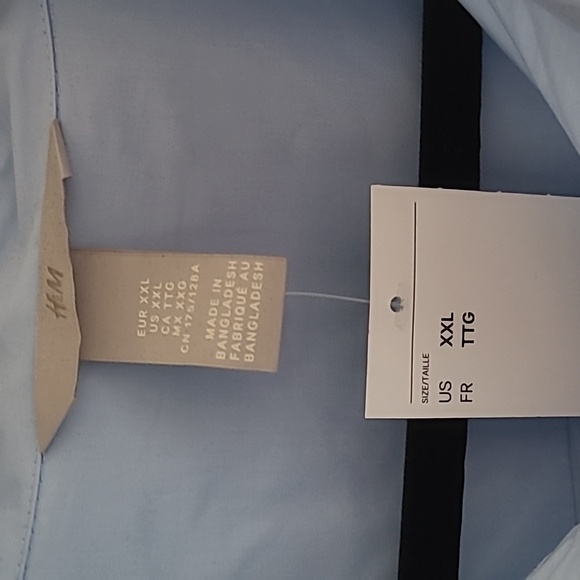 H&M
EUR XXL
US XXL
CA TTG
MX XXG
CN 175/128A
MADE IN
BANGLADESH
FABRIQUÉ AU
BANGLADESH
SIZE/TAILLE
US XXL
FR TTG